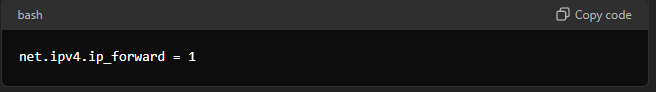 bash
Copy code
net.ipv4.ip_forward = 1